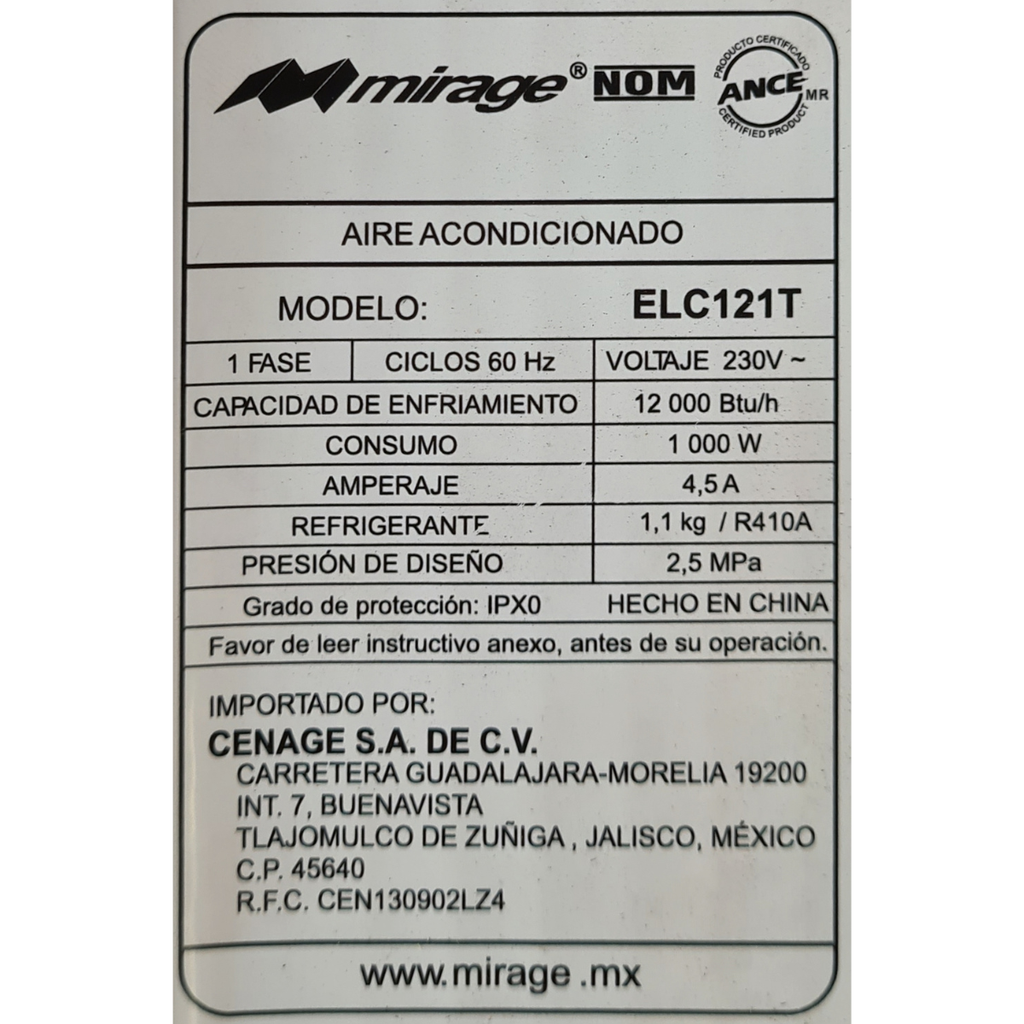 mirage® NOM
PRODUCTO CERTIFICADO
ANCE MR
CERTIFIED PRODUCT
AIRE ACONDICIONADO
MODELO: ELC121T
1 FASE CICLOS 60 Hz VOLTAJE 230V ~
CAPACIDAD DE ENFRIAMIENTO 12 000 Btu/h
CONSUMO 1 000 W
AMPERAJE 4,5 A
REFRIGERANTE 1,1 kg / R410A
PRESIÓN DE DISEÑO 2,5 MPa
Grado de protección: IPX0 HECHO EN CHINA
Favor de leer instructivo anexo, antes de su operación.
IMPORTADO POR:
CENAGE S.A. DE C.V.
CARRETERA GUADALAJARA-MORELIA 19200
INT. 7, BUENAVISTA
TLAJOMULCO DE ZUÑIGA , JALISCO, MÉXICO
C.P. 45640
R.F.C. CEN130902LZ4
www.mirage .mx